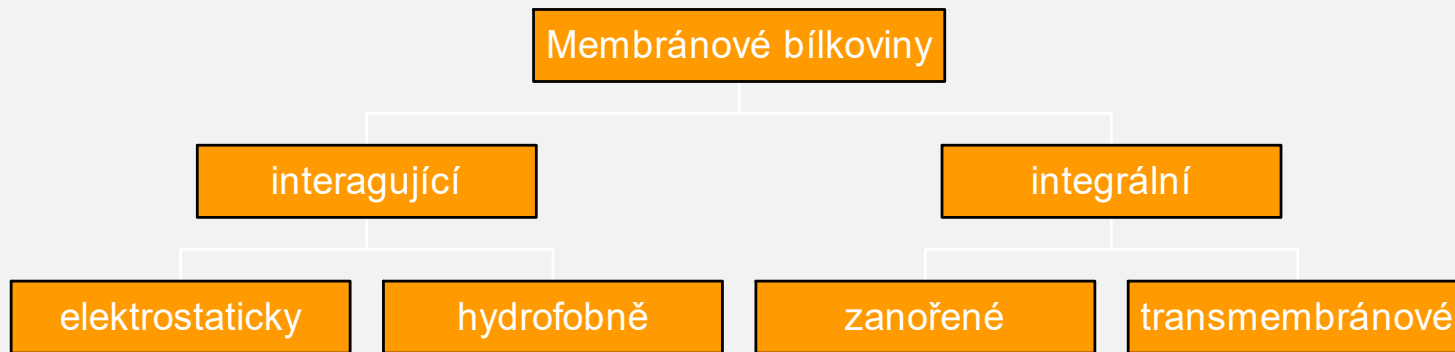 Membránové bílkoviny
interagující
integrální
elektrostaticky
hydrofobně
zanořené
transmembránové